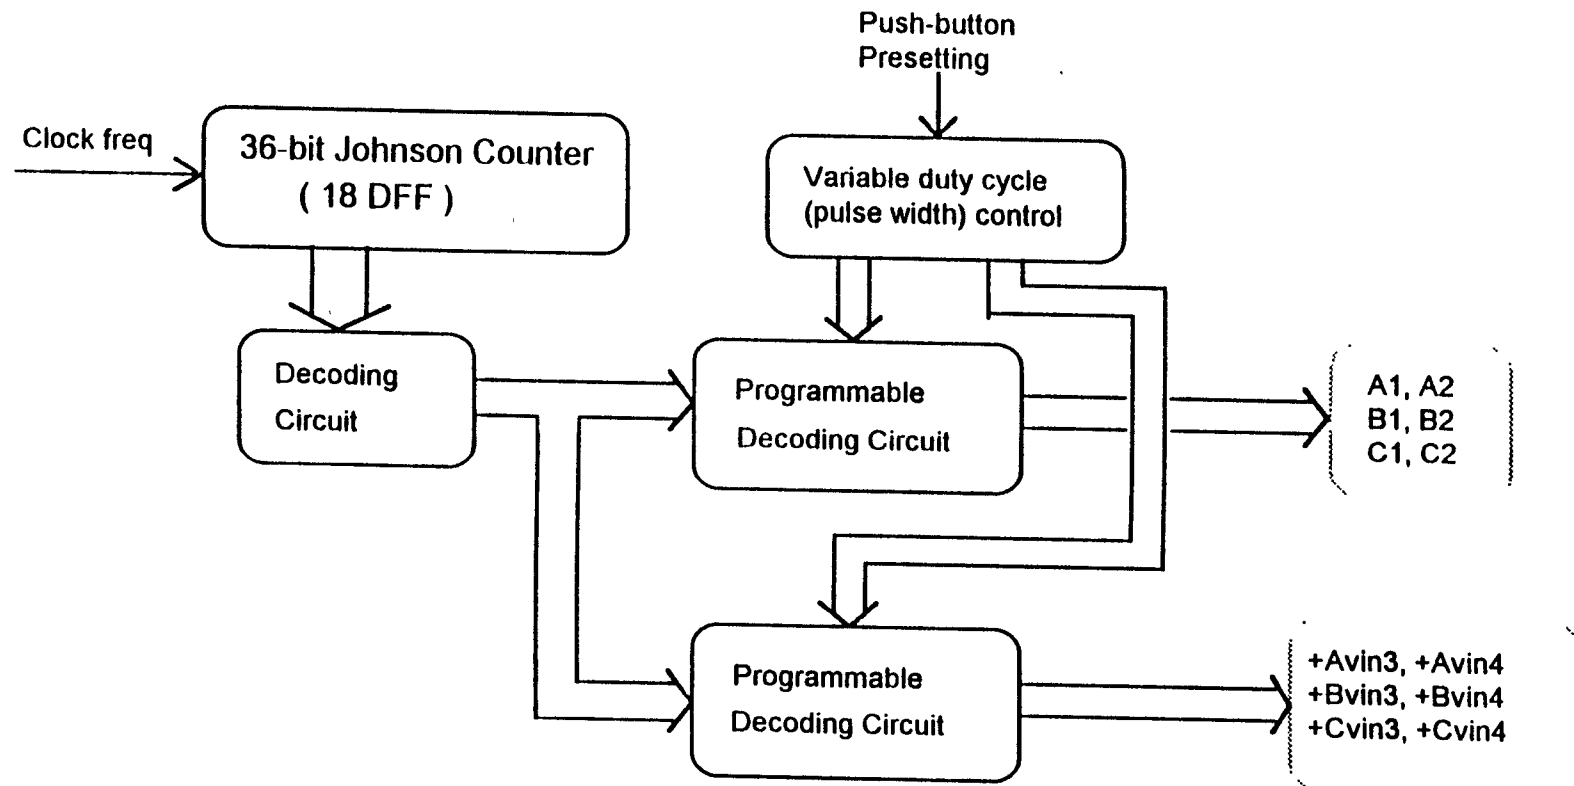 Push-button
Presetting
Clock freq
36-bit Johnson Counter
( 18 DFF )
Variable duty cycle
(pulse width) control
Decoding
Circuit
Programmable
Decoding Circuit
A1, A2
B1, B2
C1, C2
Programmable
Decoding Circuit
+Avin3, +Avin4
+Bvin3, +Bvin4
+Cvin3, +Cvin4